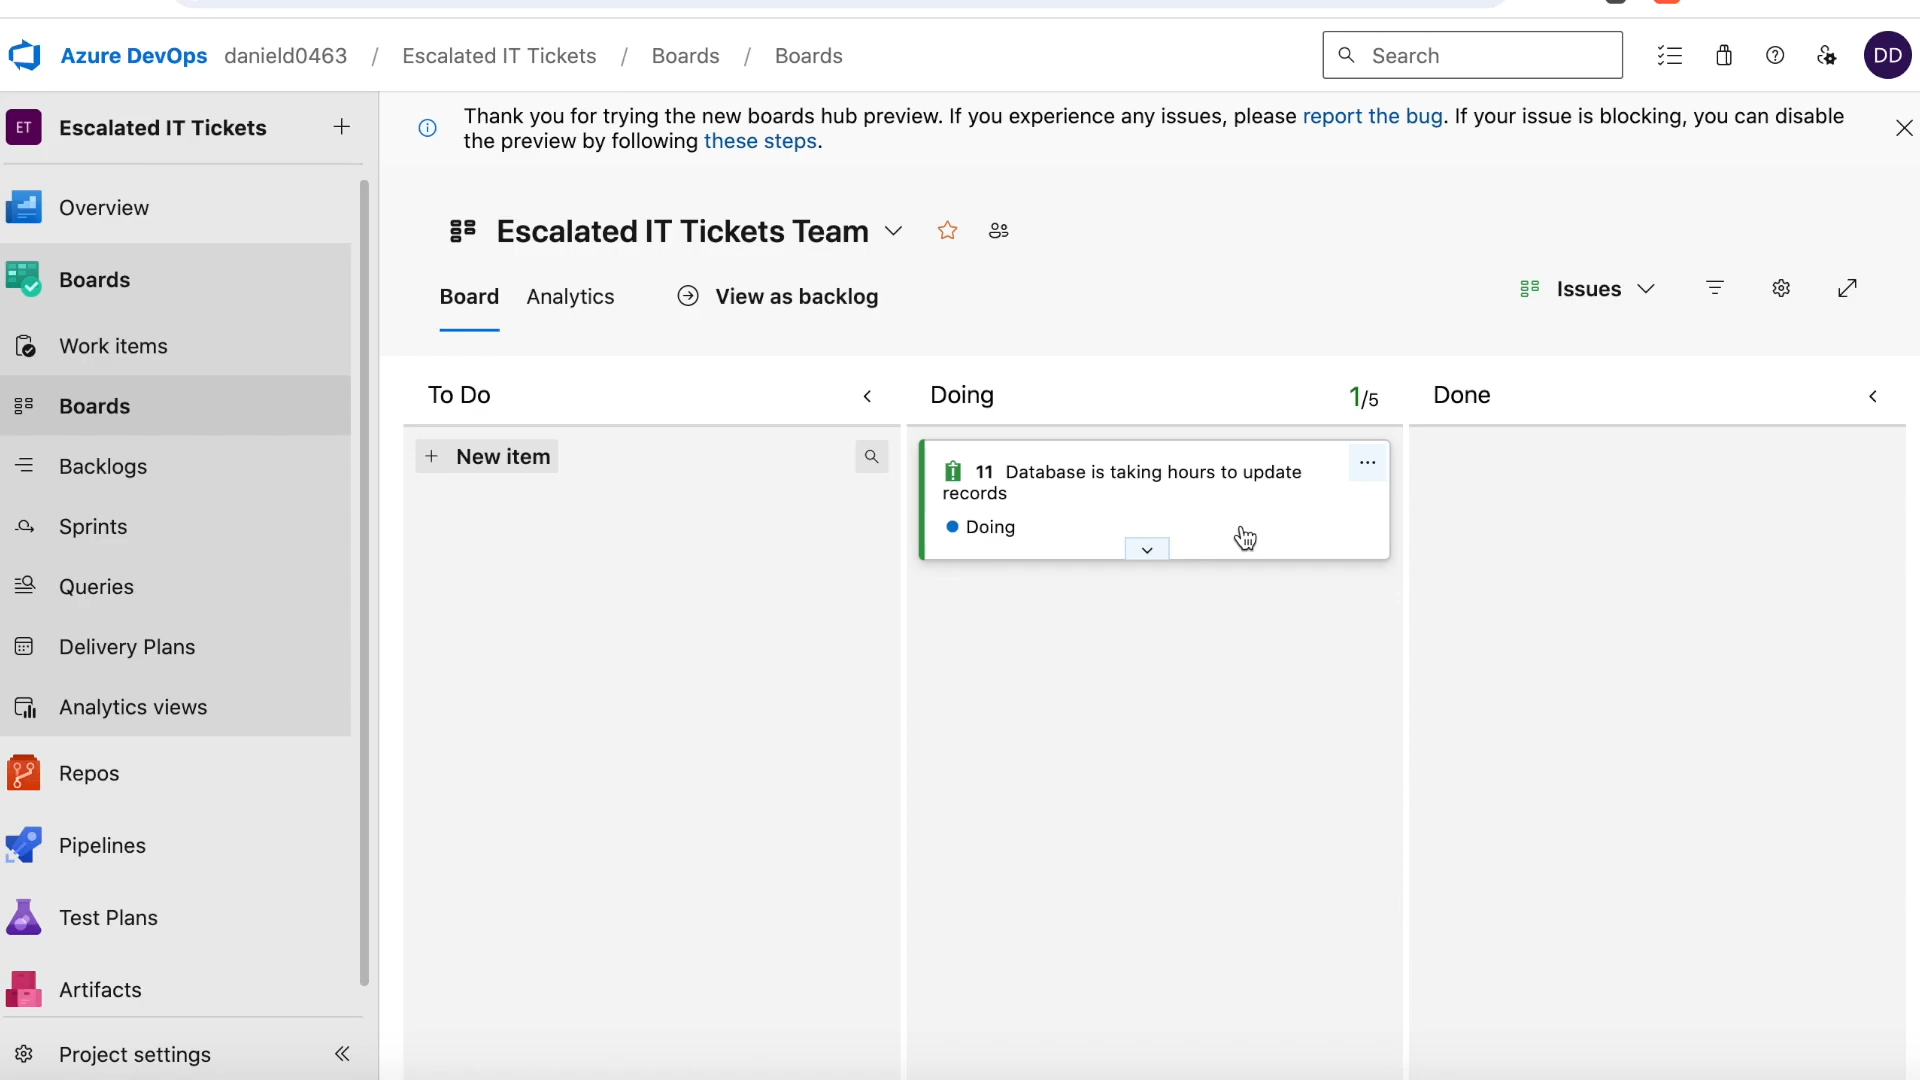 Azure DevOps danield0463 / Escalated IT Tickets / Boards / Boards
Search
DD
ET Escalated IT Tickets
Overview
Boards
Work items
Boards
Backlogs
Sprints
Queries
Delivery Plans
Analytics views
Repos
Pipelines
Test Plans
Artifacts
Project settings
Thank you for trying the new boards hub preview. If you experience any issues, please report the bug. If your issue is blocking, you can disable
the preview by following these steps.
Escalated IT Tickets Team
Board Analytics View as backlog
Issues
To Do
New item
Doing 1/5
11 Database is taking hours to update
records
Doing
Done